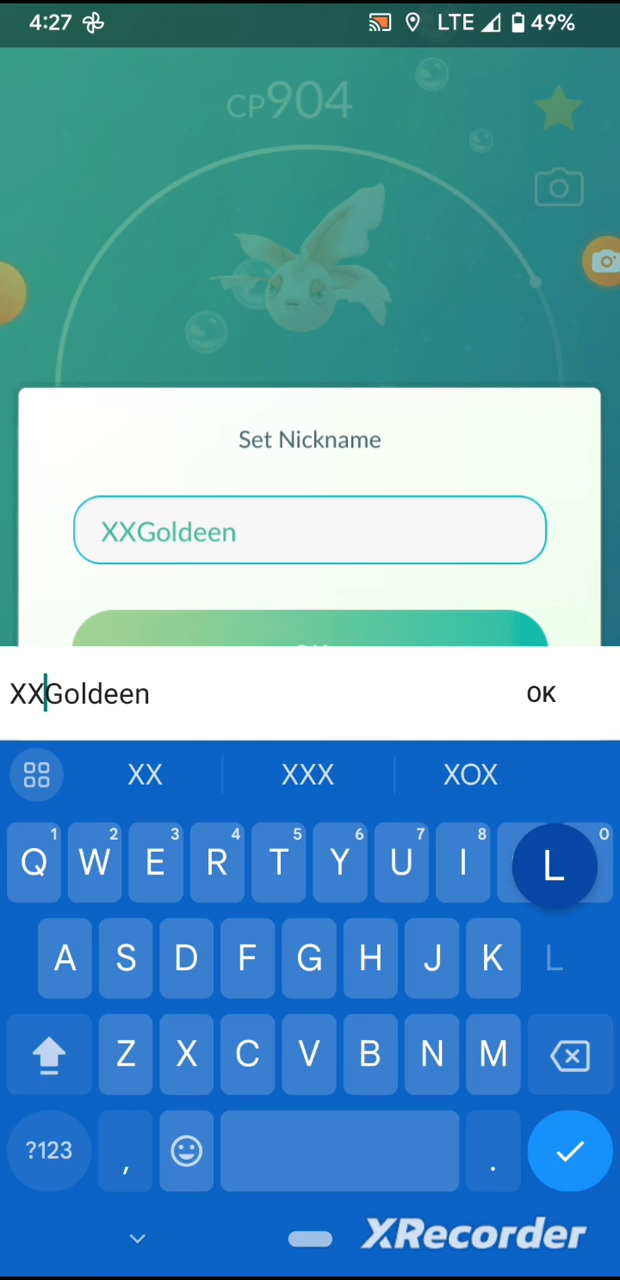 4:27 LTE 49%
CP904
Set Nickname
XXGoldeen
XXGoldeen OK
XX XXX XOX
1 2 3 4 5 6 7 8 0
Q W E R T Y U I L
A S D F G H J K L
Z X C V B N M
?123 , .
XRecorder